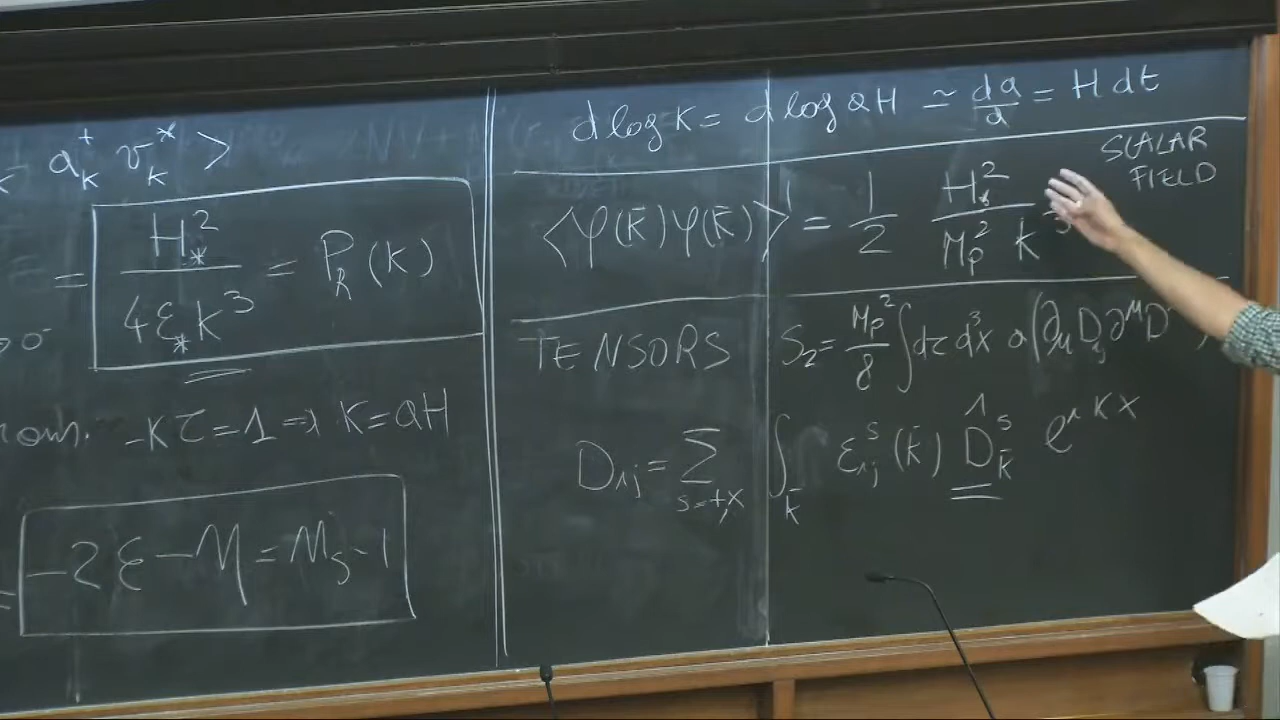 a_k^+ v_k^* >
= H_*^2 / 4ε_* k^3 = P_R(k)
-kτ = 1 => k = aH
-2ε - η = n_s - 1
d log k = d log aH ≃ da/a = H dt
SCALAR
FIELD
<φ(k̄) φ(k̄)>' = 1/2 H_*^2 / M_p^2 k^3
TENSORS S_2 = M_p^2/8 ∫ dτ d^3x a (∂_μ D_ij ∂^μ D
D_ij = Σ_{s=+,x} ∫_k̄ ε_ij^s (k̄) D̂_k̄^s e^{ikx}